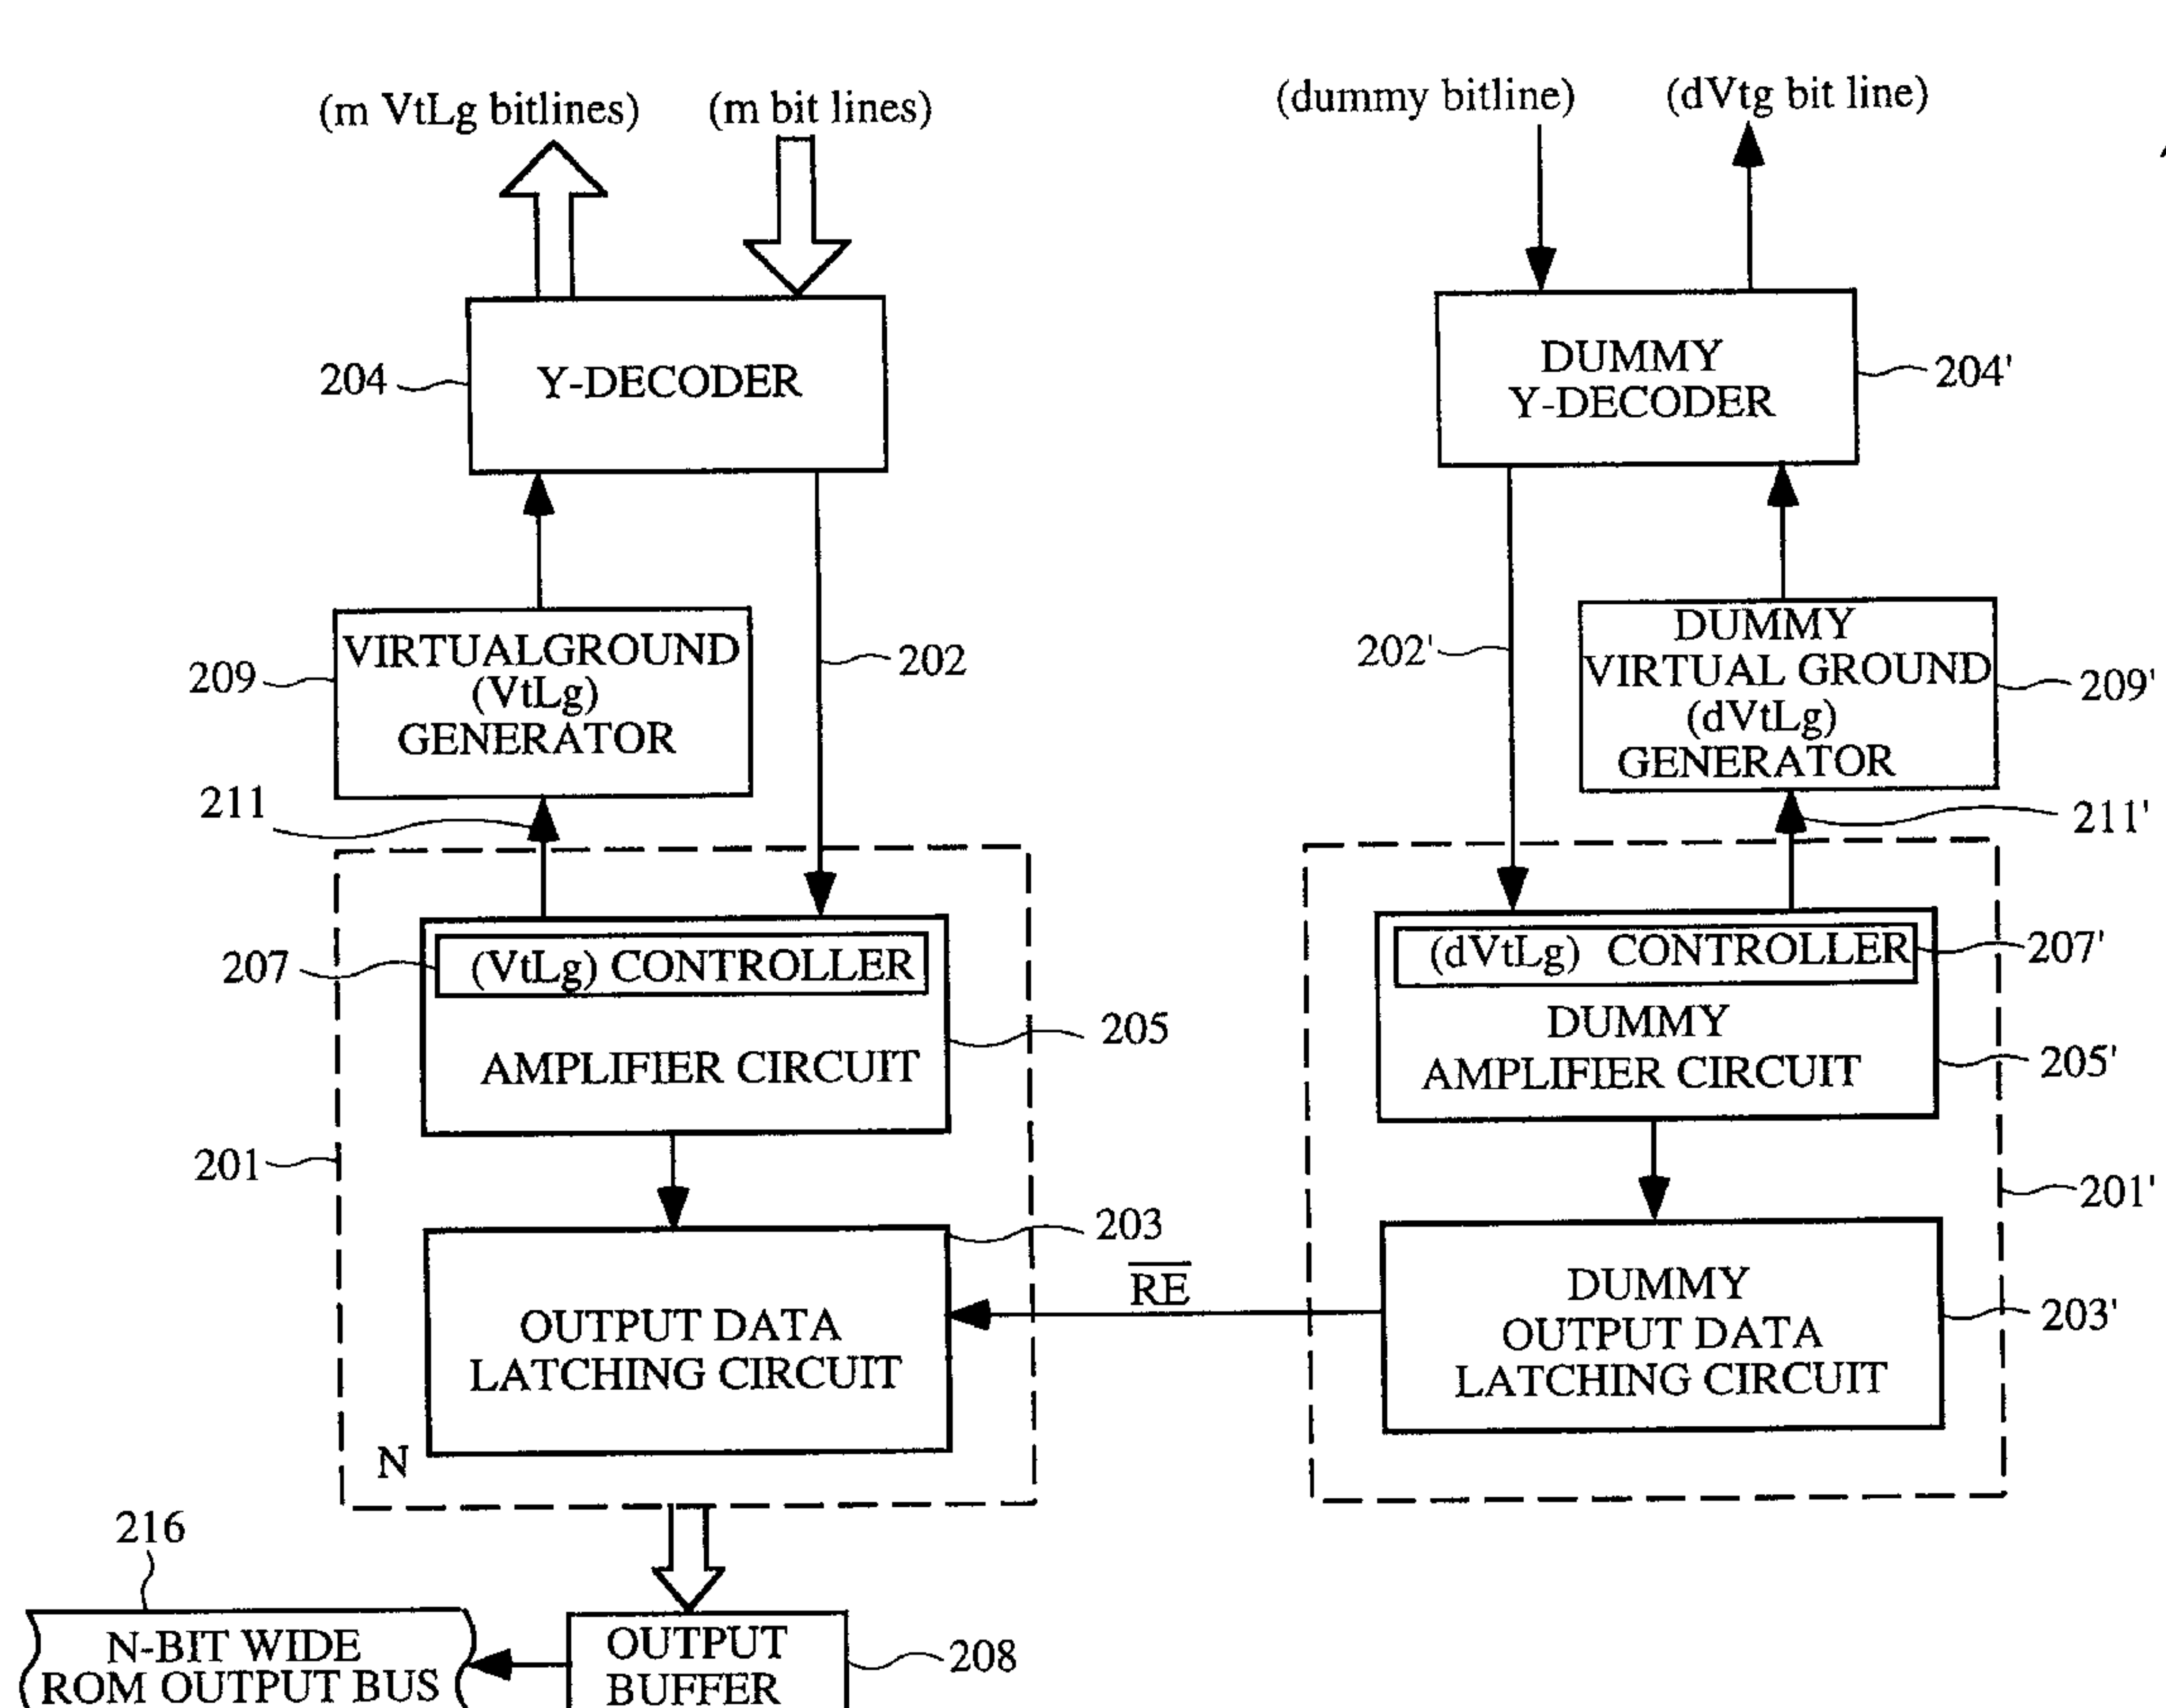 (m VtLg bitlines)
(m bit lines)
(dummy bitline)
(dVtg bit line)
204
Y-DECODER
DUMMY
Y-DECODER
204'
209
VIRTUALGROUND
(VtLg)
GENERATOR
202
202'
DUMMY
VIRTUAL GROUND
(dVtLg)
GENERATOR
209'
211
211'
207
(VtLg) CONTROLLER
AMPLIFIER CIRCUIT
205
(dVtLg) CONTROLLER
207'
DUMMY
AMPLIFIER CIRCUIT
205'
201
201'
203
OUTPUT DATA
LATCHING CIRCUIT
N
RE
DUMMY
OUTPUT DATA
LATCHING CIRCUIT
203'
216
N-BIT WIDE
ROM OUTPUT BUS
OUTPUT
BUFFER
208